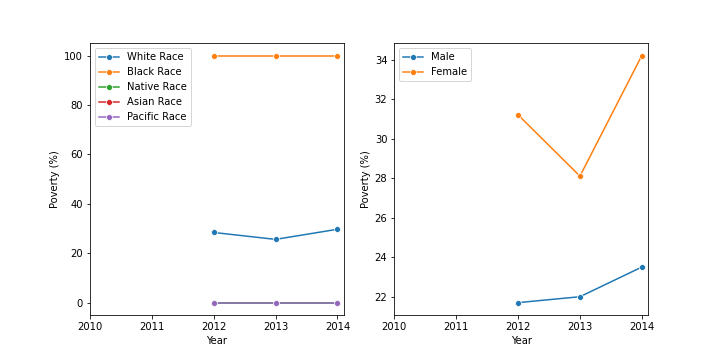 White Race
Black Race
Native Race
Asian Race
Pacific Race
Poverty (%)
100
80
60
40
20
0
2010 2011 2012 2013 2014
Year
Male
Female
Poverty (%)
34
32
30
28
26
24
22
2010 2011 2012 2013 2014
Year